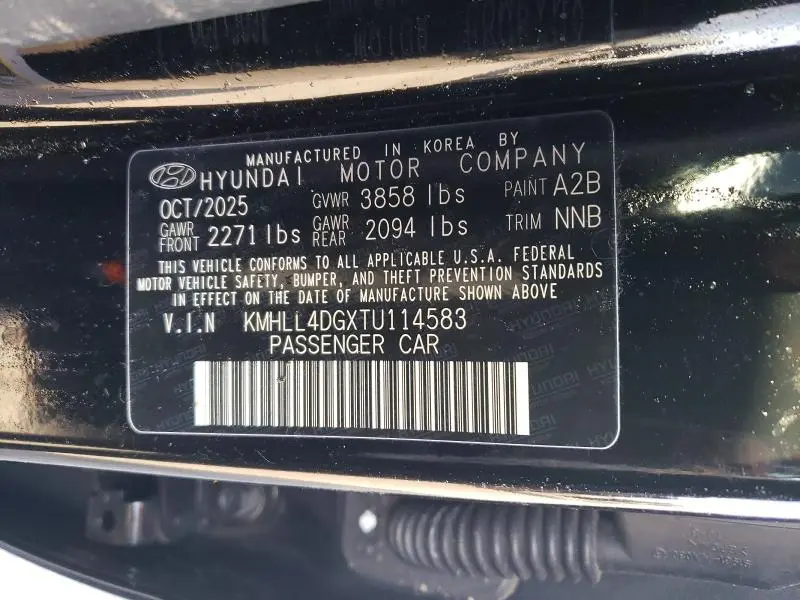 MANUFACTURED IN KOREA BY
HYUNDAI MOTOR COMPANY
OCT/2025 GVWR 3858 lbs PAINT A2B
GAWR FRONT 2271 lbs GAWR REAR 2094 lbs TRIM NNB
THIS VEHICLE CONFORMS TO ALL APPLICABLE U.S.A. FEDERAL
MOTOR VEHICLE SAFETY, BUMPER, AND THEFT PREVENTION STANDARDS
IN EFFECT ON THE DATE OF MANUFACTURE SHOWN ABOVE
V.I.N KMHLL4DGXTU114583
PASSENGER CAR